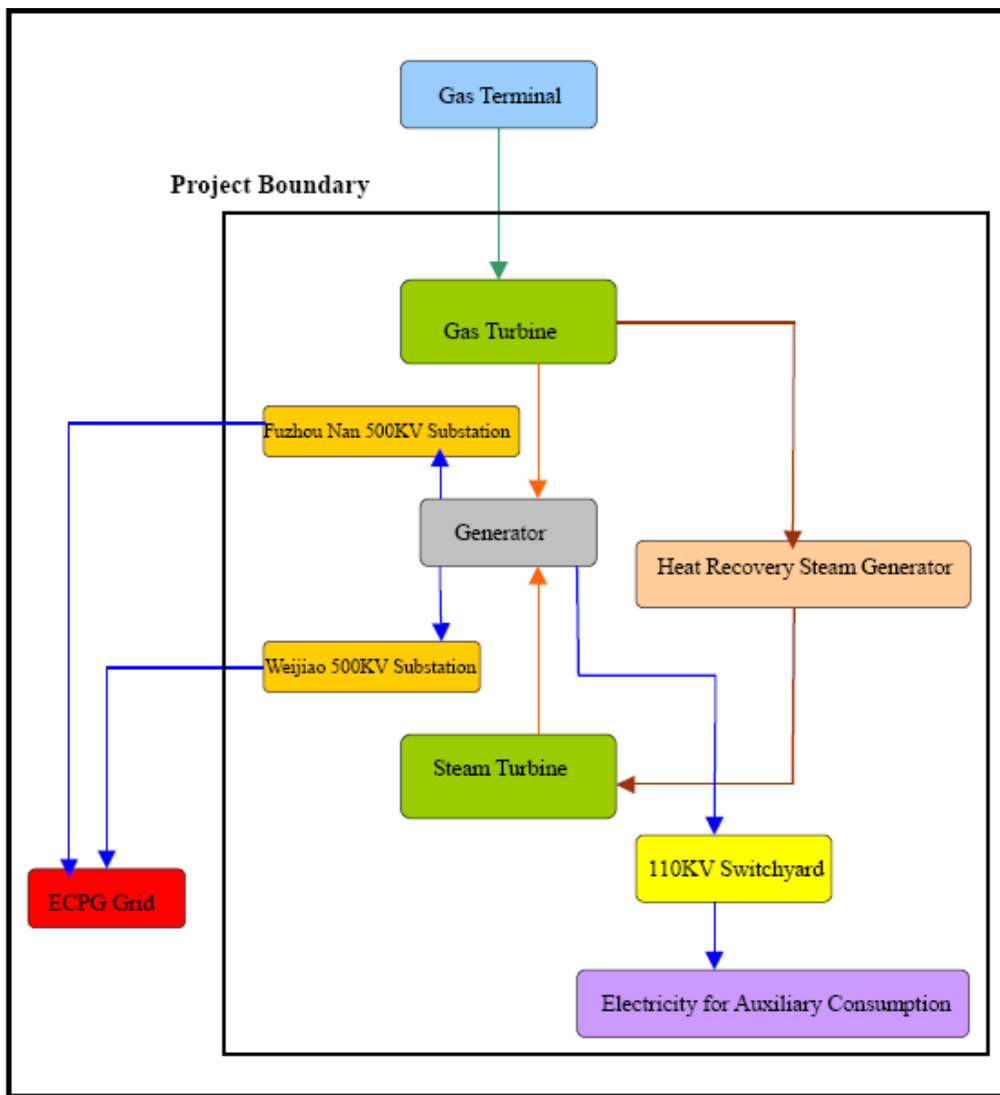 Gas Terminal
Project Boundary
Gas Turbine
Fuzhou Nan 500KV Substation
Generator
Heat Recovery Steam Generator
Weijiao 500KV Substation
Steam Turbine
110KV Switchyard
ECPG Grid
Electricity for Auxiliary Consumption